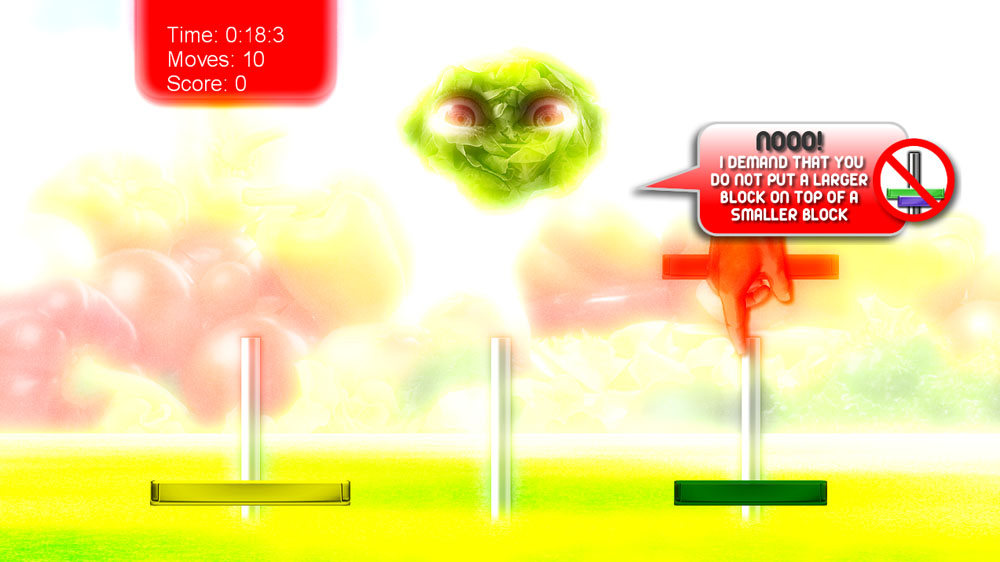 Time: 0:18:3
Moves: 10
Score: 0
NOOO!
I DEMAND THAT YOU
DO NOT PUT A LARGER
BLOCK ON TOP OF A
SMALLER BLOCK